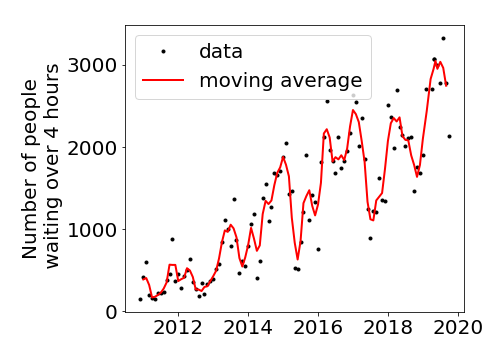 data
moving average
Number of people
waiting over 4 hours
3000
2000
1000
0
2012 2014 2016 2018 2020